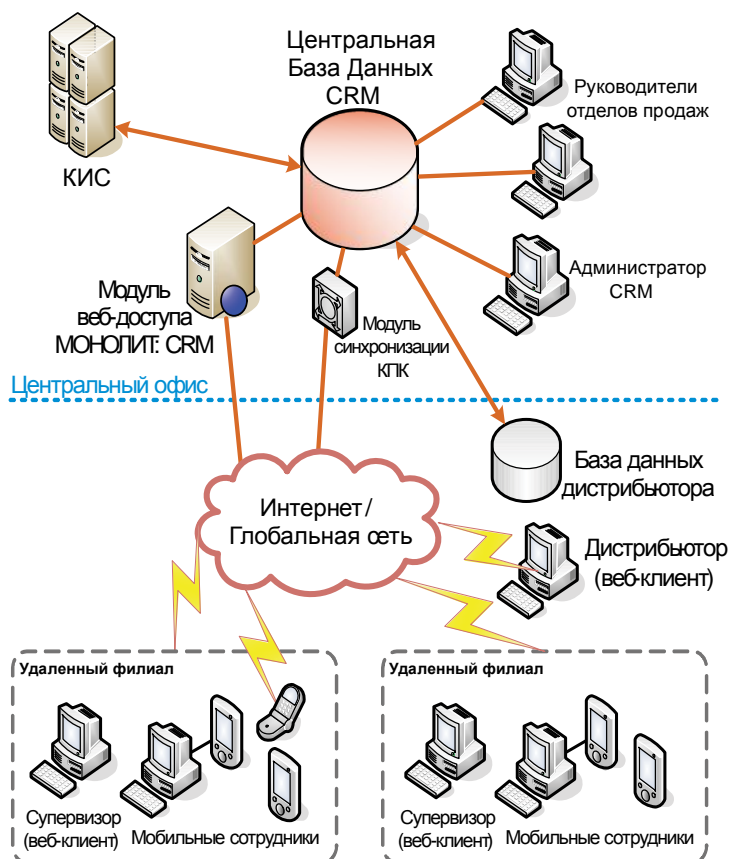 Центральная
База Данных
CRM
Руководители
отделов продаж
КИС
Администратор
CRM
Модуль
веб-доступа
МОНОЛИТ: CRM
Модуль
синхронизации
КПК
Центральный офис
База данных
дистрибьютора
Интернет/
Глобальная сеть
Дистрибьютор
(веб-клиент)
Удаленный филиал
Супервизор
(веб-клиент)
Мобильные сотрудники
Удаленный филиал
Супервизор
(веб-клиент)
Мобильные сотрудники